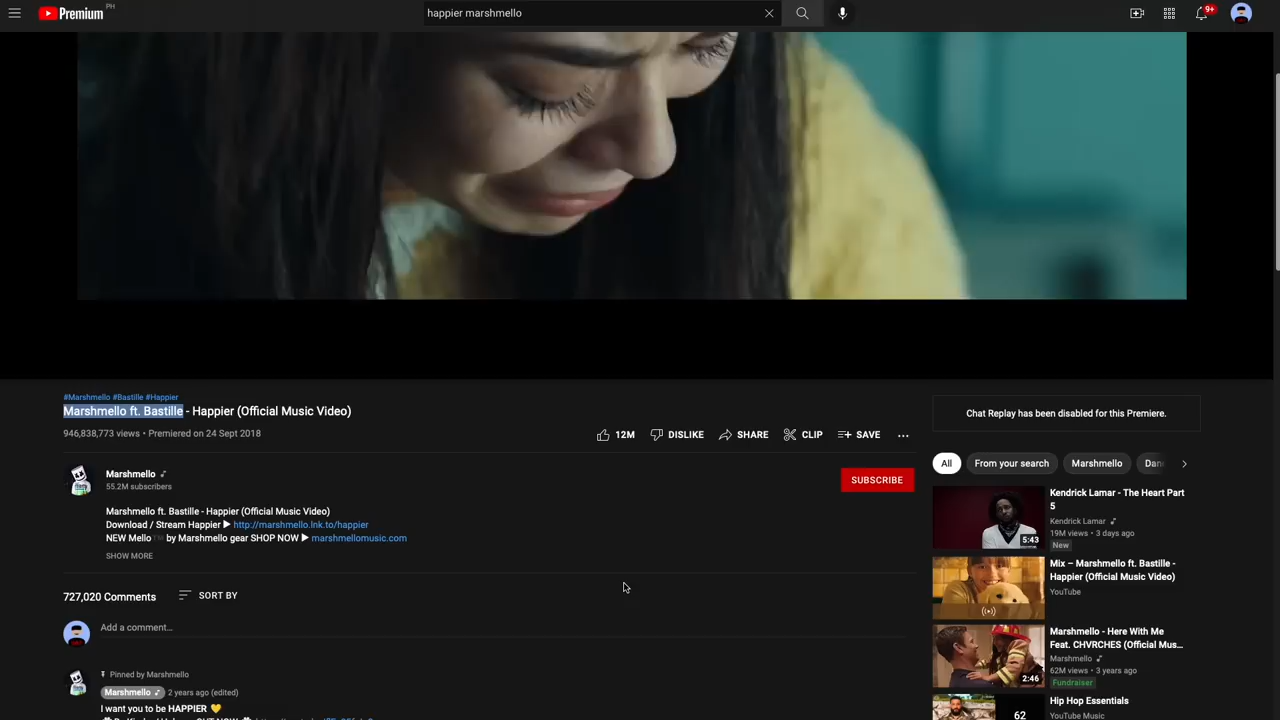 Premium PH
happier marshmello
9+
#Marshmello #Bastille #Happier
Marshmello ft. Bastille - Happier (Official Music Video)
946,838,773 views • Premiered on 24 Sept 2018
12M
DISLIKE
SHARE
CLIP
SAVE
Marshmello
55.2M subscribers
SUBSCRIBE
Marshmello ft. Bastille - Happier (Official Music Video)
Download / Stream Happier ▶ http://marshmello.lnk.to/happier
NEW Mello™ by Marshmello gear SHOP NOW ▶ marshmellomusic.com
SHOW MORE
727,020 Comments
SORT BY
Add a comment...
Pinned by Marshmello
Marshmello 2 years ago (edited)
I want you to be HAPPIER 💛
Chat Replay has been disabled for this Premiere.
All
From your search
Marshmello
Kendrick Lamar - The Heart Part
5
Kendrick Lamar
19M views • 3 days ago
New
5:43
Mix – Marshmello ft. Bastille -
Happier (Official Music Video)
YouTube
Marshmello - Here With Me
Feat. CHVRCHES (Official Mus...
Marshmello
62M views • 3 years ago
Fundraiser
2:46
Hip Hop Essentials
YouTube Music
62